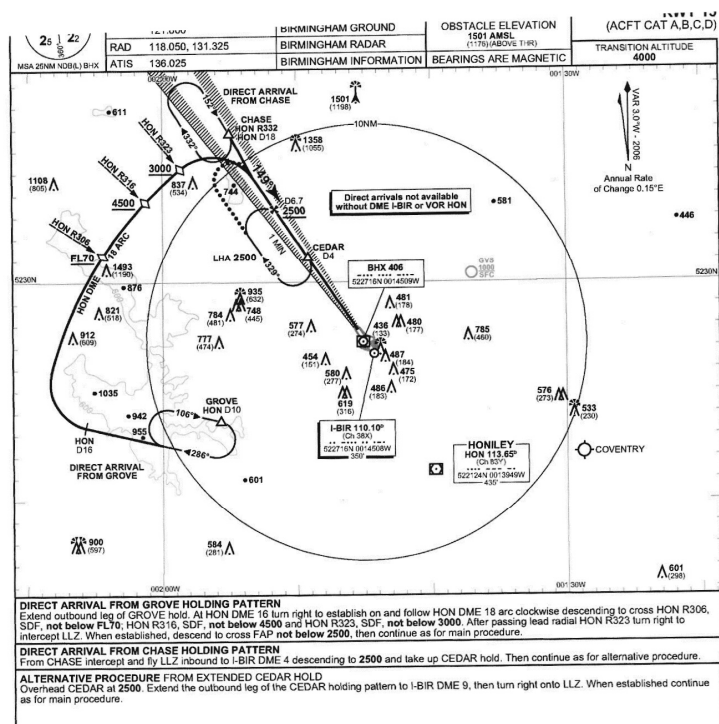 (ACFT CAT A,B,C,D)
121.800
BIRMINGHAM GROUND
OBSTACLE ELEVATION
1501 AMSL
(1176)(ABOVE THR)
BEARINGS ARE MAGNETIC
TRANSITION ALTITUDE
4000
RAD
118.050, 131.325
BIRMINGHAM RADAR
ATIS
136.025
BIRMINGHAM INFORMATION
25
22
360°
MSA 25NM NDB(L) BHX
002 00W
001 30W
DIRECT ARRIVAL
FROM CHASE
152°
332°
CHASE
HON R332
HON D18
1501
(1198)
10NM
1358
(1055)
VAR 3.0°W - 2006
N
Annual Rate
of Change 0.15°E
611
HON R323
3000
837
(534)
744
149°
D6.7
2500
Direct arrivals not available
without DME I-BIR or VOR HON
581
446
1108
(805)
HON R316
4500
HON R306
FL70
18 ARC
HON DME
1 MIN
LHA 2500
329°
CEDAR
D4
GVS
1000
SFC
5230N
5230N
1493
(1190)
876
BHX 406
522716N 0014509W
821
(518)
935
(632)
748
(445)
784
(481)
481
(178)
480
(177)
577
(274)
436
(133)
785
(460)
912
(609)
777
(474)
454
(151)
487
(184)
475
(172)
580
(277)
486
(183)
619
(316)
576
(273)
533
(230)
1035
942
955
106°
286°
GROVE
HON D10
HON
D16
DIRECT ARRIVAL
FROM GROVE
I-BIR 110.10°
(Ch 38X)
522716N 0014508W
350'
HONILEY
HON 113.65°
(Ch 83Y)
522124N 0013949W
435'
COVENTRY
601
900
(597)
584
(281)
601
(298)
002 00W
001 30W
DIRECT ARRIVAL FROM GROVE HOLDING PATTERN
Extend outbound leg of GROVE hold. At HON DME 16 turn right to establish on and follow HON DME 18 arc clockwise descending to cross HON R306,
SDF, not below FL70; HON R316, SDF, not below 4500 and HON R323, SDF, not below 3000. After passing lead radial HON R323 turn right to
intercept LLZ. When established, descend to cross FAP not below 2500, then continue as for main procedure.
DIRECT ARRIVAL FROM CHASE HOLDING PATTERN
From CHASE intercept and fly LLZ inbound to I-BIR DME 4 descending to 2500 and take up CEDAR hold. Then continue as for alternative procedure.
ALTERNATIVE PROCEDURE FROM EXTENDED CEDAR HOLD
Overhead CEDAR at 2500. Extend the outbound leg of the CEDAR holding pattern to I-BIR DME 9, then turn right onto LLZ. When established continue
as for main procedure.